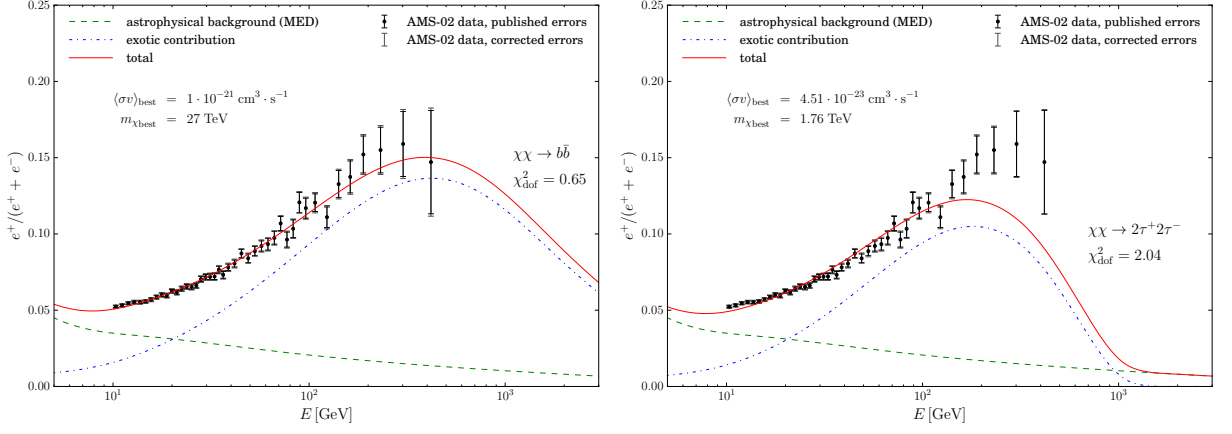 astrophysical background (MED)
exotic contribution
total
AMS-02 data, published errors
AMS-02 data, corrected errors
⟨σv⟩best = 1 · 10⁻²¹ cm³ · s⁻¹
mχbest = 27 TeV
χχ → bb̄
χ²dof = 0.65
0.25
0.20
0.15
0.10
0.05
0.00
e⁺/(e⁺ + e⁻)
10¹
10²
10³
E [GeV]
astrophysical background (MED)
exotic contribution
total
AMS-02 data, published errors
AMS-02 data, corrected errors
⟨σv⟩best = 4.51 · 10⁻²³ cm³ · s⁻¹
mχbest = 1.76 TeV
χχ → 2τ⁺2τ⁻
χ²dof = 2.04
0.25
0.20
0.15
0.10
0.05
0.00
e⁺/(e⁺ + e⁻)
10¹
10²
10³
E [GeV]